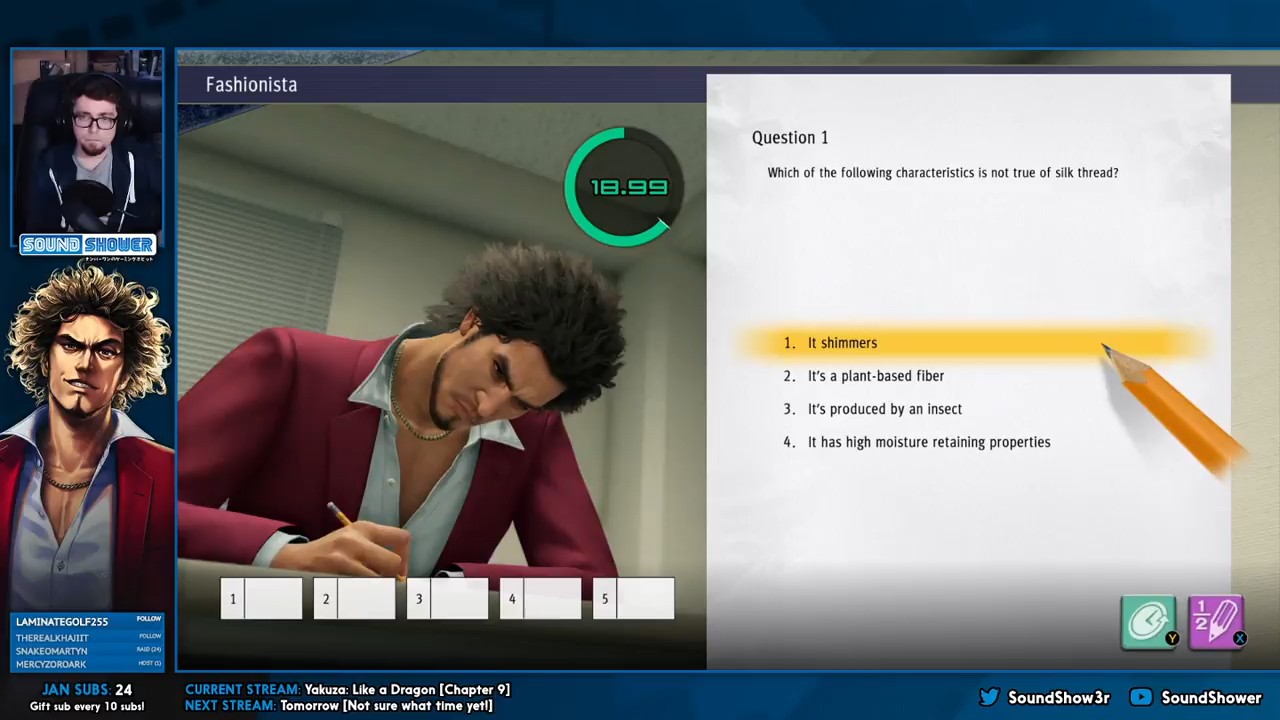 Fashionista
18.99
Question 1
Which of the following characteristics is not true of silk thread?
1. It shimmers
2. It's a plant-based fiber
3. It's produced by an insect
4. It has high moisture retaining properties
1
2
3
4
5
Y
1/2
X
SOUND SHOWER
LAMINATEGOLF255 FOLLOW
THEREALKHAJIIT FOLLOW
SNAKEOMARTYN RAID (24)
MERCYZOROARK HOST (1)
JAN SUBS: 24
Gift sub every 10 subs!
CURRENT STREAM: Yakuza: Like a Dragon [Chapter 9]
NEXT STREAM: Tomorrow [Not sure what time yet!]
SoundShow3r
SoundShower